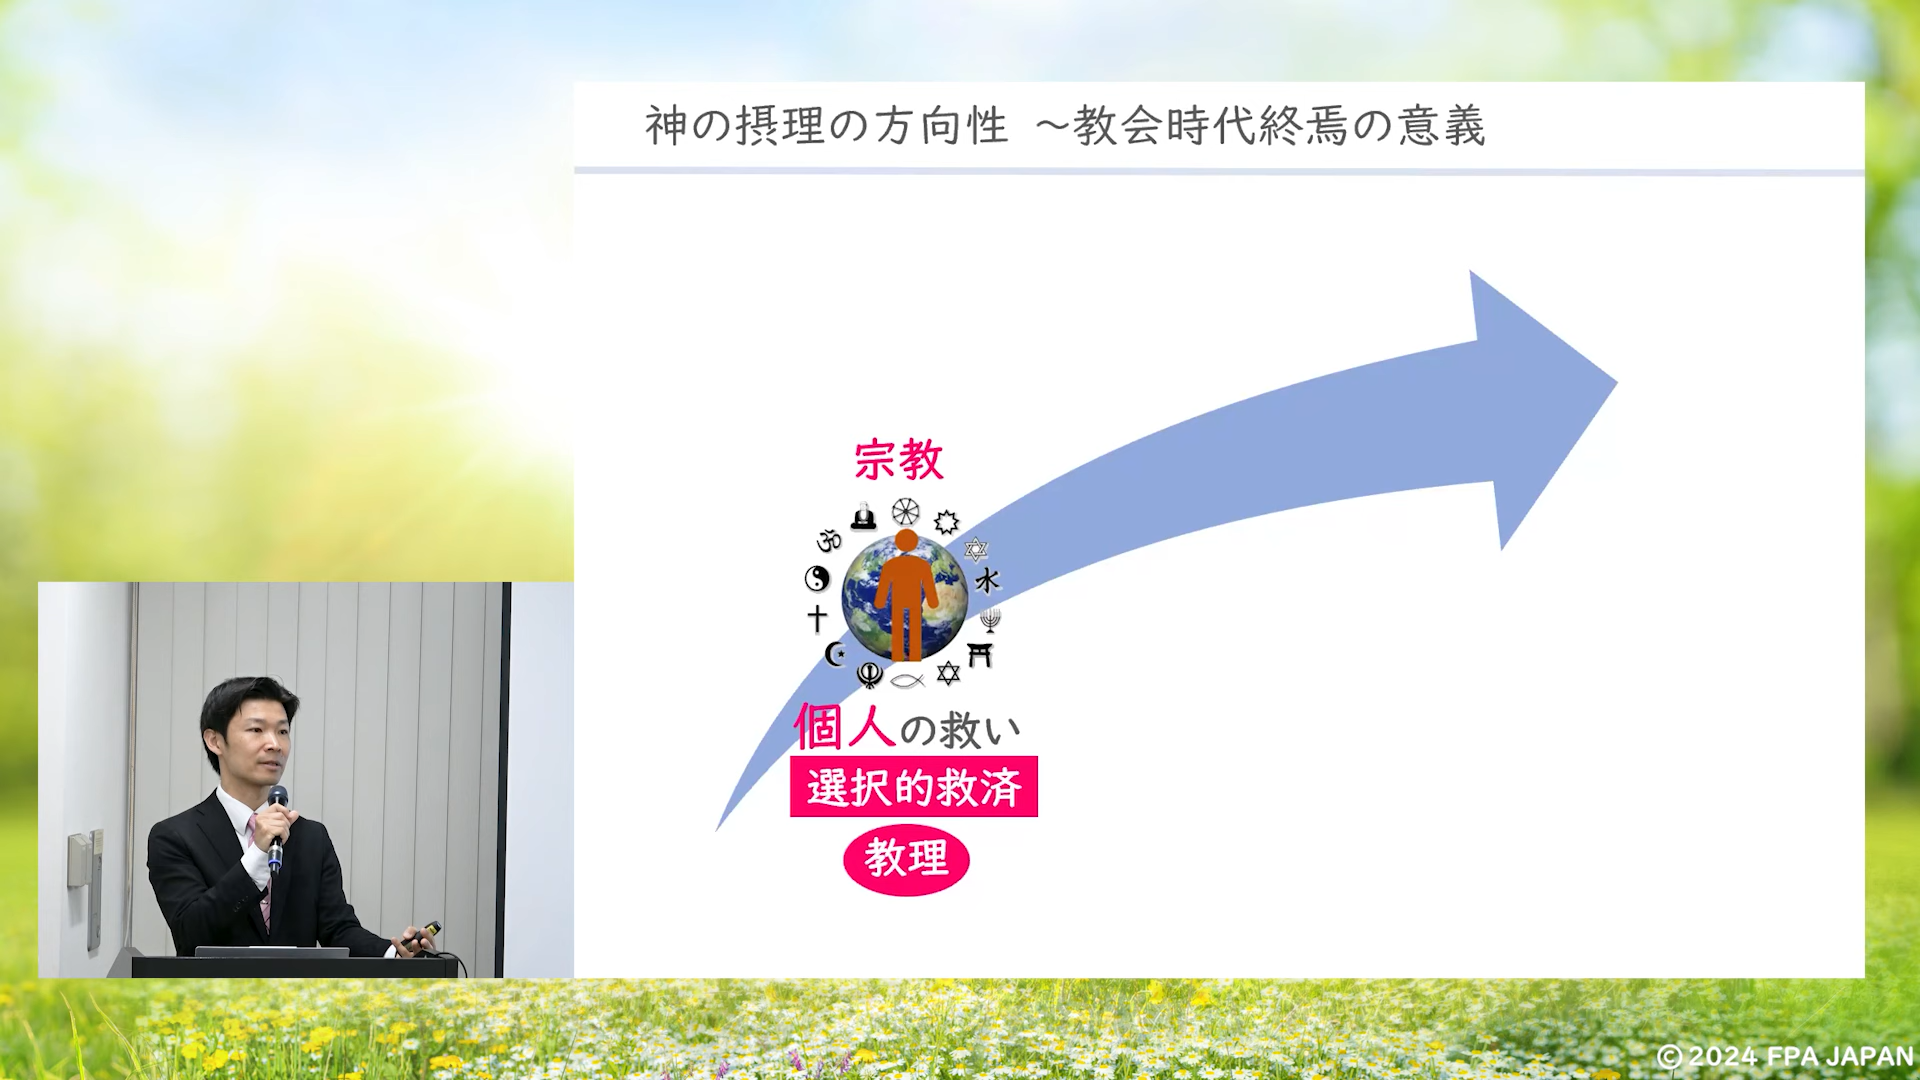 神の摂理の方向性 ～教会時代終焉の意義
宗教
個人の救い
選択的救済
教理
© 2024 FPA JAPAN